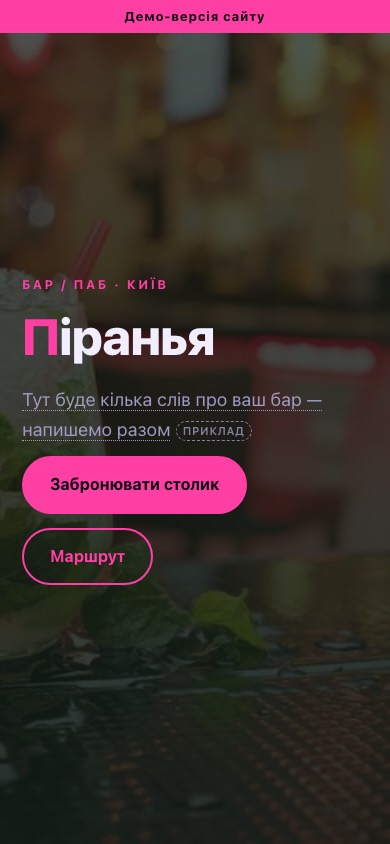 Демо-версія сайту
БАР / ПАБ · КИЇВ
Піранья
Тут буде кілька слів про ваш бар —
напишемо разом ПРИКЛАД
Забронювати столик
Маршрут